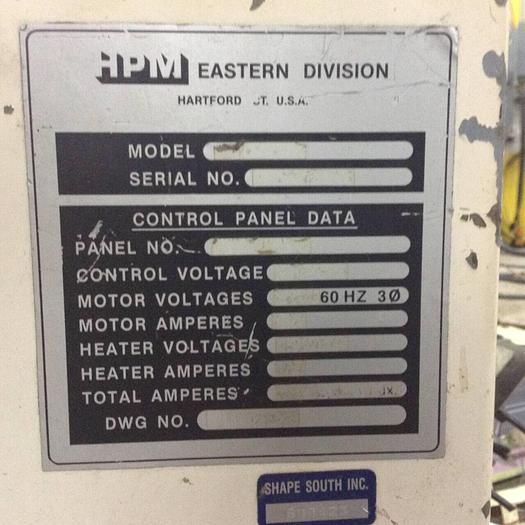 HPM EASTERN DIVISION
HARTFORD CT. U.S.A.
MODEL
SERIAL NO.
CONTROL PANEL DATA
PANEL NO.
CONTROL VOLTAGE
MOTOR VOLTAGES 60 HZ 3Ø
MOTOR AMPERES
HEATER VOLTAGES
HEATER AMPERES
TOTAL AMPERES
DWG NO.
SHAPE SOUTH INC.